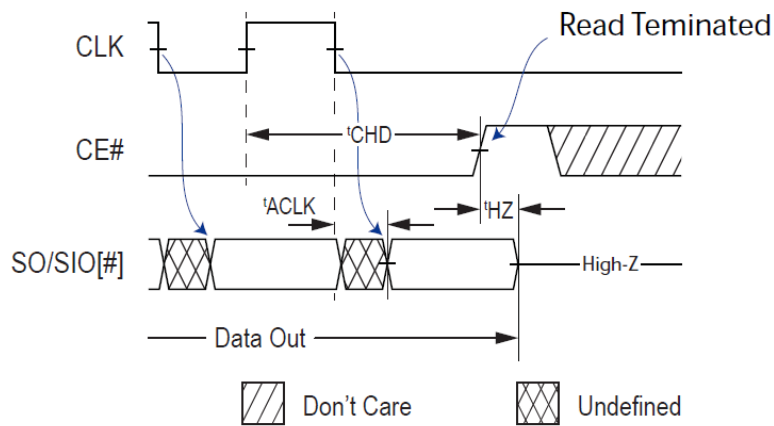 Read Teminated
CLK
tCHD
CE#
tACLK
tHZ
SO/SIO[#]
High-Z
Data Out
Don't Care
Undefined